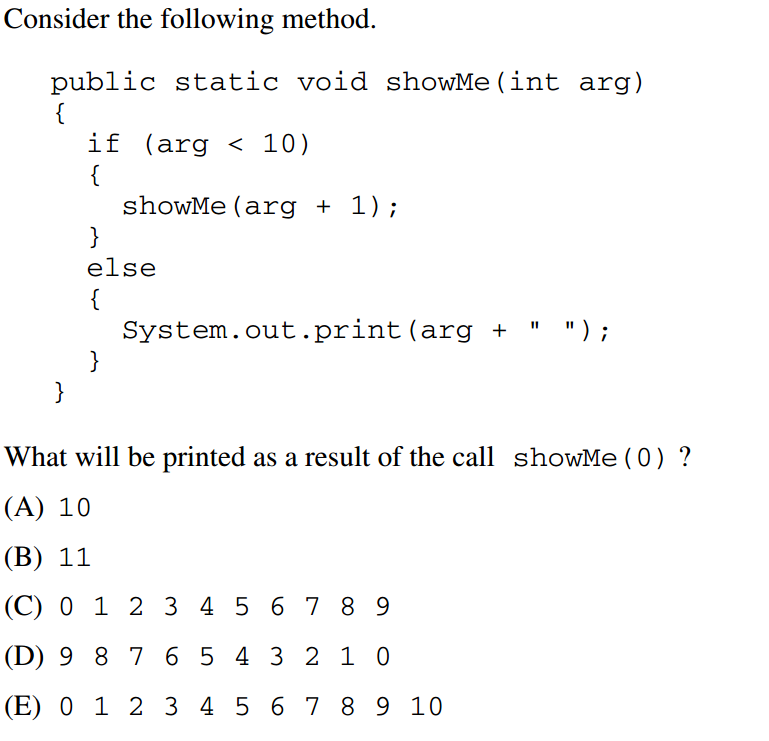 Consider the following method.
public static void showMe(int arg)
{
if (arg < 10)
{
showMe(arg + 1);
}
else
{
System.out.print(arg + " ");
}
}
What will be printed as a result of the call showMe(0) ?
(A) 10
(B) 11
(C) 0 1 2 3 4 5 6 7 8 9
(D) 9 8 7 6 5 4 3 2 1 0
(E) 0 1 2 3 4 5 6 7 8 9 10